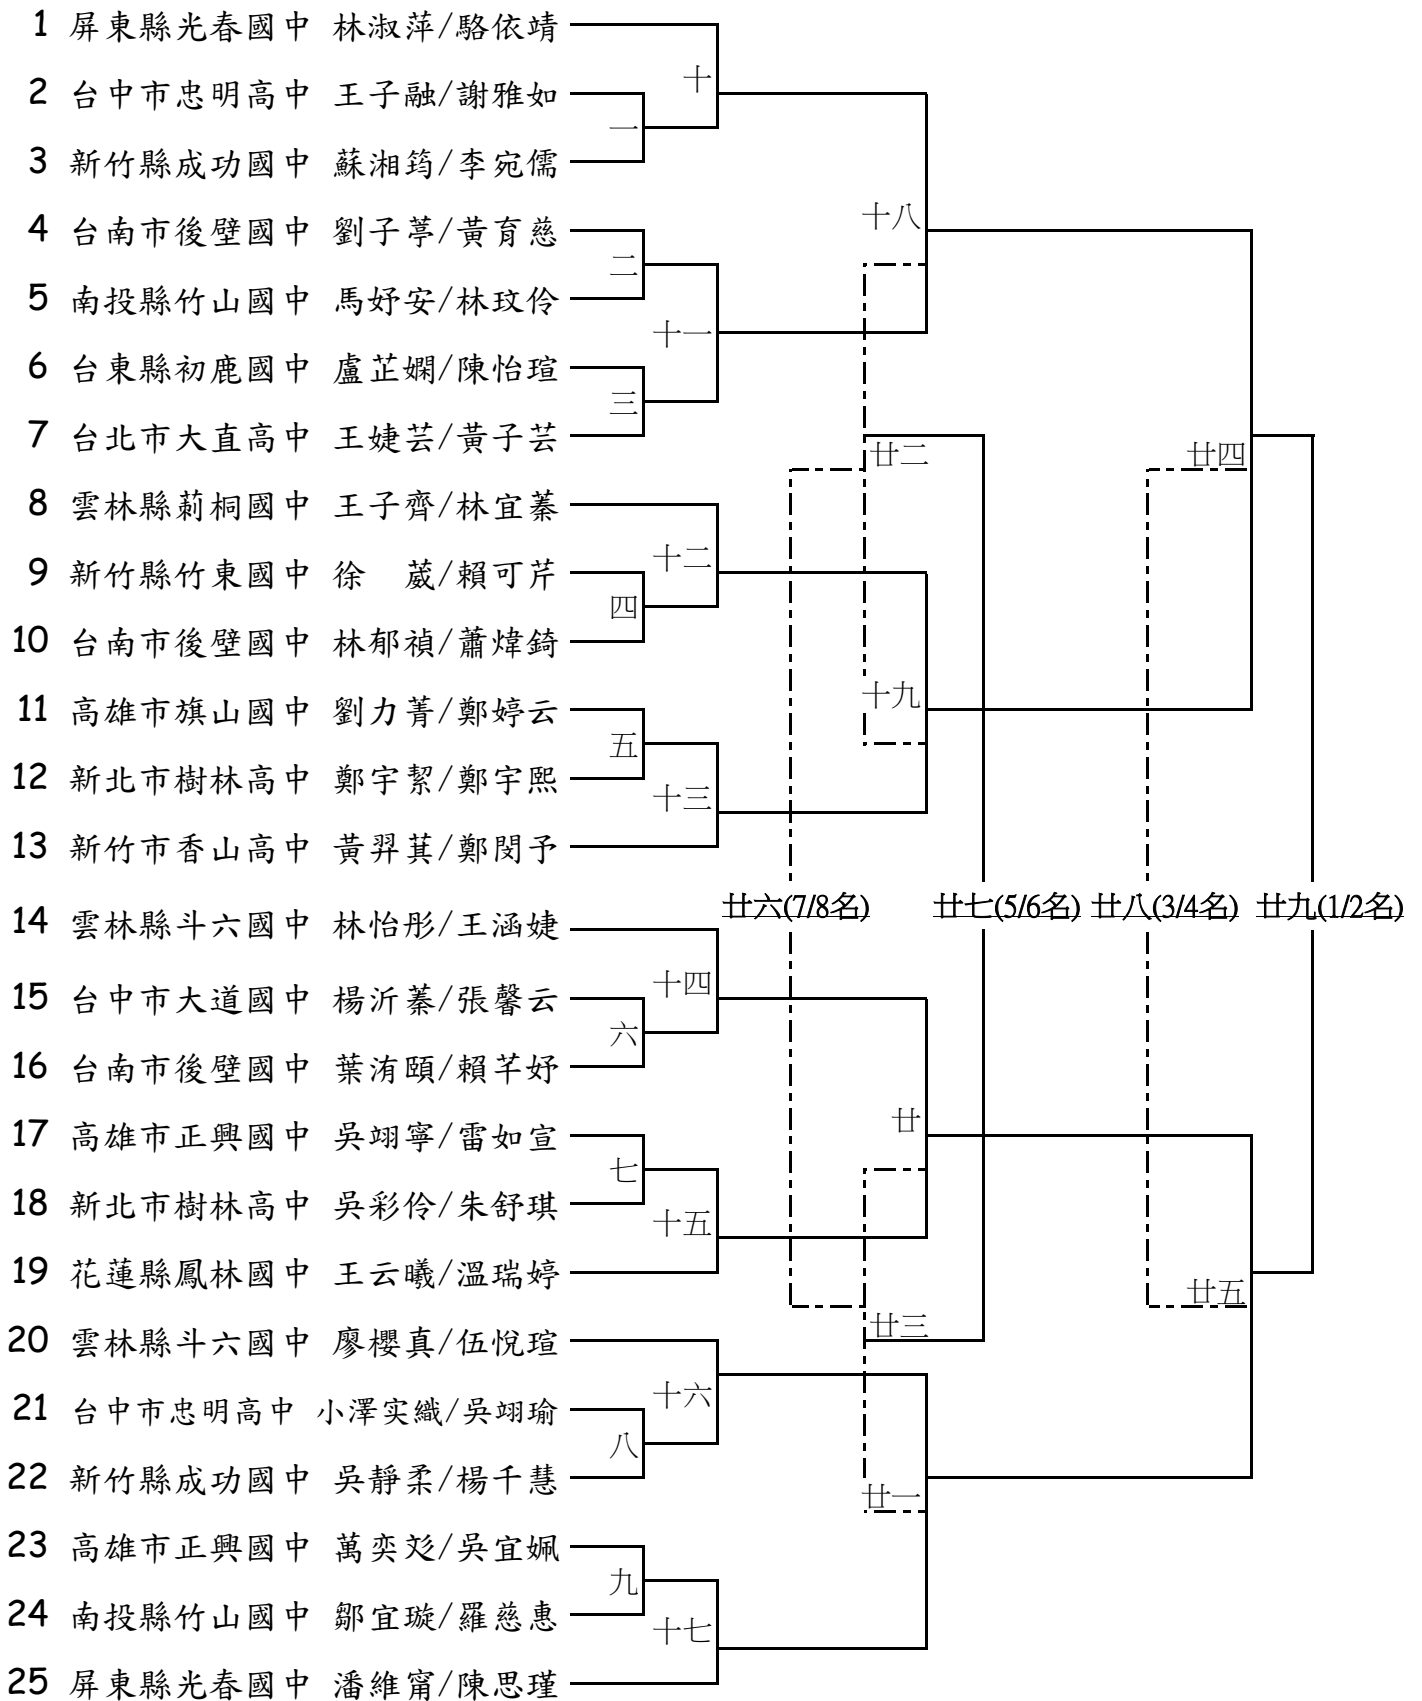 1 屏東縣光春國中 林淑萍/駱依靖
十
2 台中市忠明高中 王子融/謝雅如
一
3 新竹縣成功國中 蘇湘筠/李宛儒
十八
4 台南市後壁國中 劉子葶/黃育慈
二
5 南投縣竹山國中 馬妤安/林玟伶
十一
6 台東縣初鹿國中 盧芷嫻/陳怡瑄
三
7 台北市大直高中 王婕芸/黃子芸
廿二 廿四
8 雲林縣莿桐國中 王子齊/林宜蓁
十二
9 新竹縣竹東國中 徐 葳/賴可芹
四
10 台南市後壁國中 林郁禎/蕭煒錡
十九
11 高雄市旗山國中 劉力菁/鄭婷云
五
12 新北市樹林高中 鄭宇絜/鄭宇熙
十三
13 新竹市香山高中 黃羿萁/鄭閔予
廿六(7/8名) 廿七(5/6名) 廿八(3/4名) 廿九(1/2名)
14 雲林縣斗六國中 林怡彤/王涵婕
十四
15 台中市大道國中 楊沂蓁/張馨云
六
16 台南市後壁國中 葉洧頤/賴芊妤
廿
17 高雄市正興國中 吳翊寧/雷如宣
七
18 新北市樹林高中 吳彩伶/朱舒琪
十五
19 花蓮縣鳳林國中 王云曦/溫瑞婷
廿五
廿三
20 雲林縣斗六國中 廖櫻真/伍悅瑄
十六
21 台中市忠明高中 小澤実織/吳翊瑜
八
22 新竹縣成功國中 吳靜柔/楊千慧
廿一
23 高雄市正興國中 萬奕彣/吳宜姵
九
24 南投縣竹山國中 鄒宜璇/羅慈惠
十七
25 屏東縣光春國中 潘維甯/陳思瑾